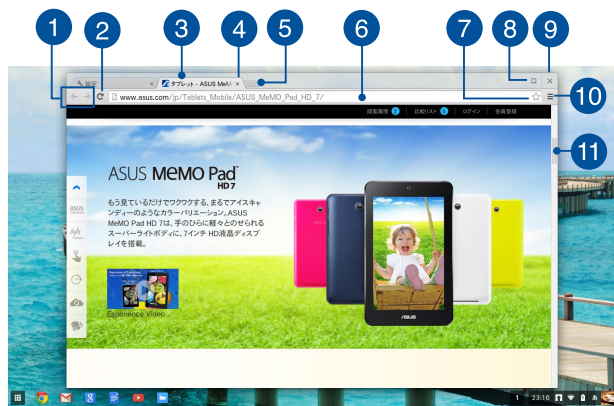 1
2
3
4
5
6
7
8
9
設定
タブレット - ASUS MeM
www.asus.com/jp/Tablets_Mobile/ASUS_MeMO_Pad_HD_7/
10
閲覧履歴 2 比較リスト 0 ログイン 会員登録
11
ASUS MeMO Pad™
HD 7
もう見ているだけでワクワクする、まるでアイスキャ
ンディーのようなカラーバリエーション。ASUS
MeMO Pad HD 7は、手のひらに軽々とのせられる
スーパーライトボディに、7インチ HD液晶ディスプ
レイを搭載。
ASUS
DESIGN
Experience Video...
ASUS
1 23:16 あ